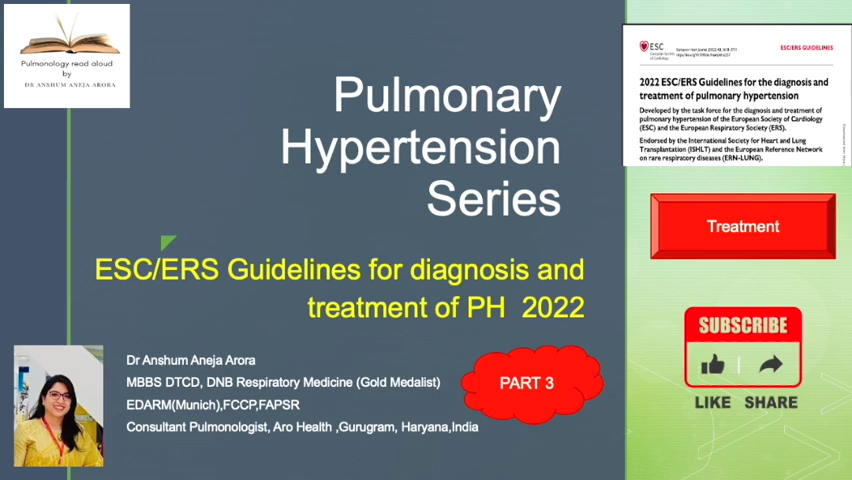 Pulmonology read aloud
by
DR ANSHUM ANEJA ARORA
Pulmonary
Hypertension
Series
ESC/ERS Guidelines for diagnosis and
treatment of PH 2022
Dr Anshum Aneja Arora
MBBS DTCD, DNB Respiratory Medicine (Gold Medalist)
EDARM(Munich),FCCP,FAPSR
Consultant Pulmonologist, Aro Health ,Gurugram, Haryana,India
PART 3
ESC
ESC/ERS GUIDELINES
2022 ESC/ERS Guidelines for the diagnosis and
treatment of pulmonary hypertension
Developed by the task force for the diagnosis and treatment of
pulmonary hypertension of the European Society of Cardiology
(ESC) and the European Respiratory Society (ERS).
Endorsed by the International Society for Heart and Lung
Transplantation (ISHLT) and the European Reference Network
on rare respiratory diseases (ERN-LUNG).
Treatment
SUBSCRIBE
LIKE SHARE